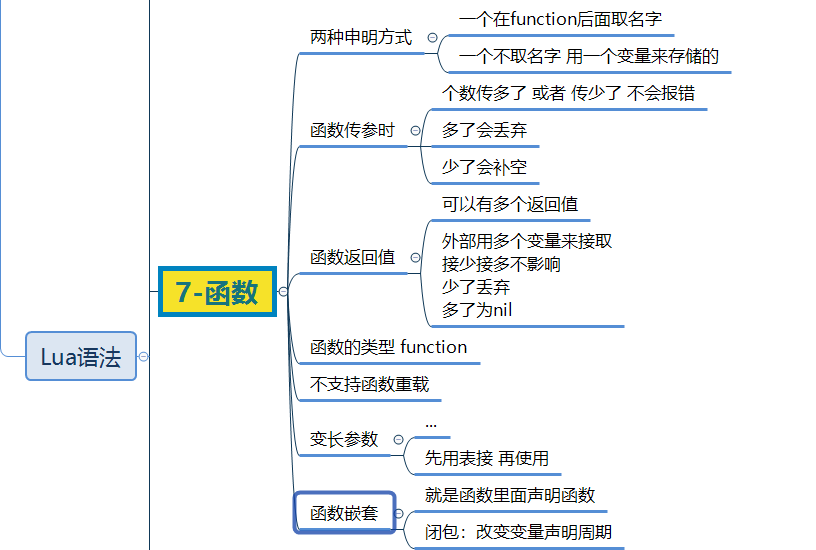 Lua语法
7-函数
两种申明方式
一个在function后面取名字
一个不取名字 用一个变量来存储的
函数传参时
个数传多了 或者 传少了 不会报错
多了会丢弃
少了会补空
函数返回值
可以有多个返回值
外部用多个变量来接取
接少接多不影响
少了丢弃
多了为nil
函数的类型 function
不支持函数重载
变长参数
...
先用表接 再使用
函数嵌套
就是函数里面声明函数
闭包：改变变量声明周期